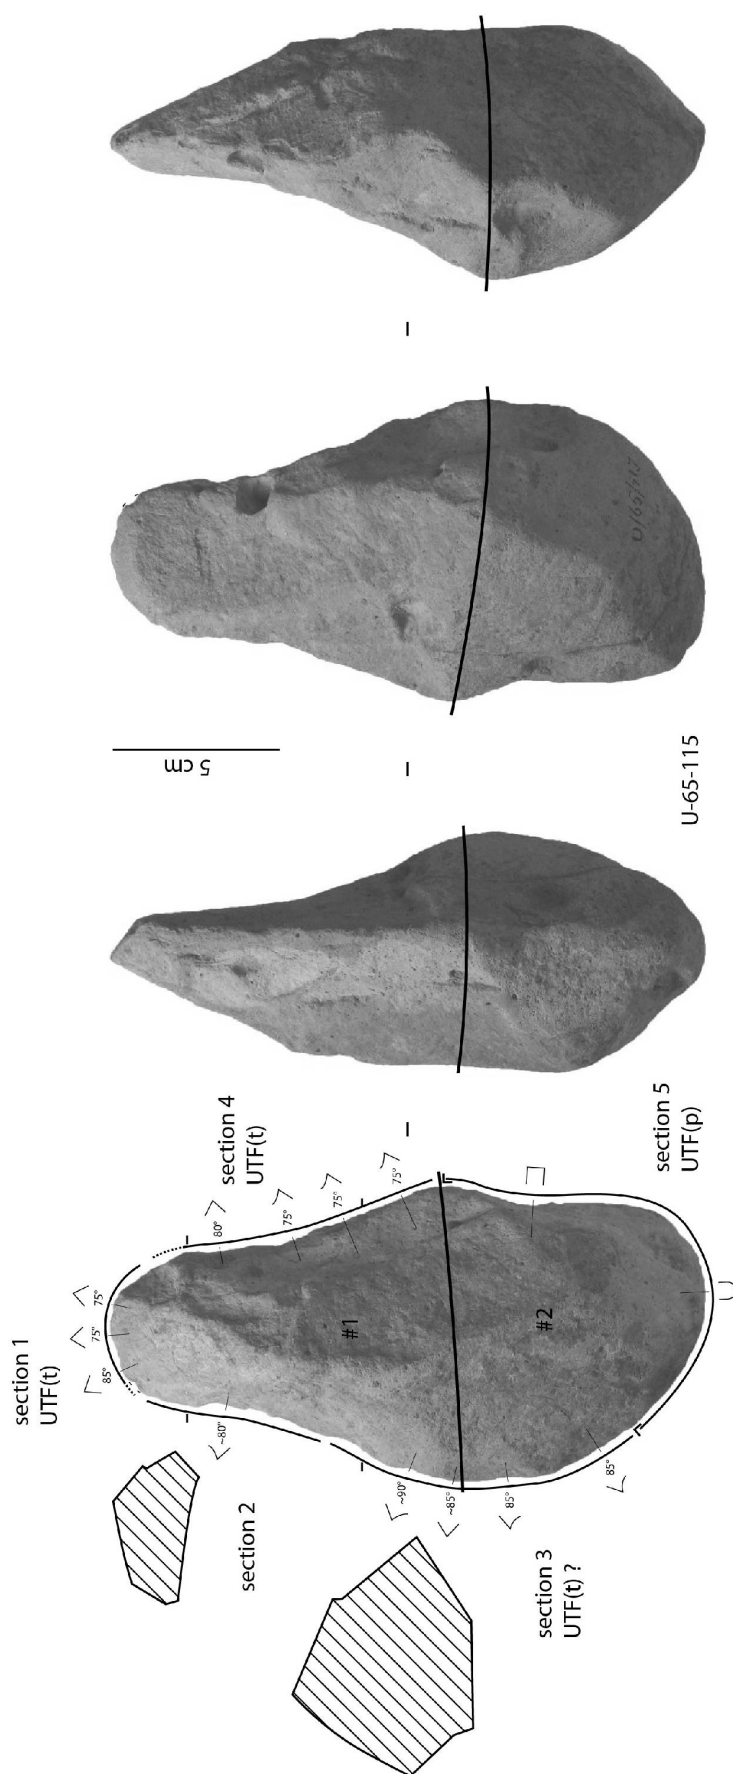 section 1
UTF(t)
85°
75°
75°
section 4
UTF(t)
80°
75°
75°
75°
section 2
~80°
#1
#2
section 3
UTF(t) ?
~90°
~85°
85°
85°
section 5
UTF(p)
5 cm
U-65-115